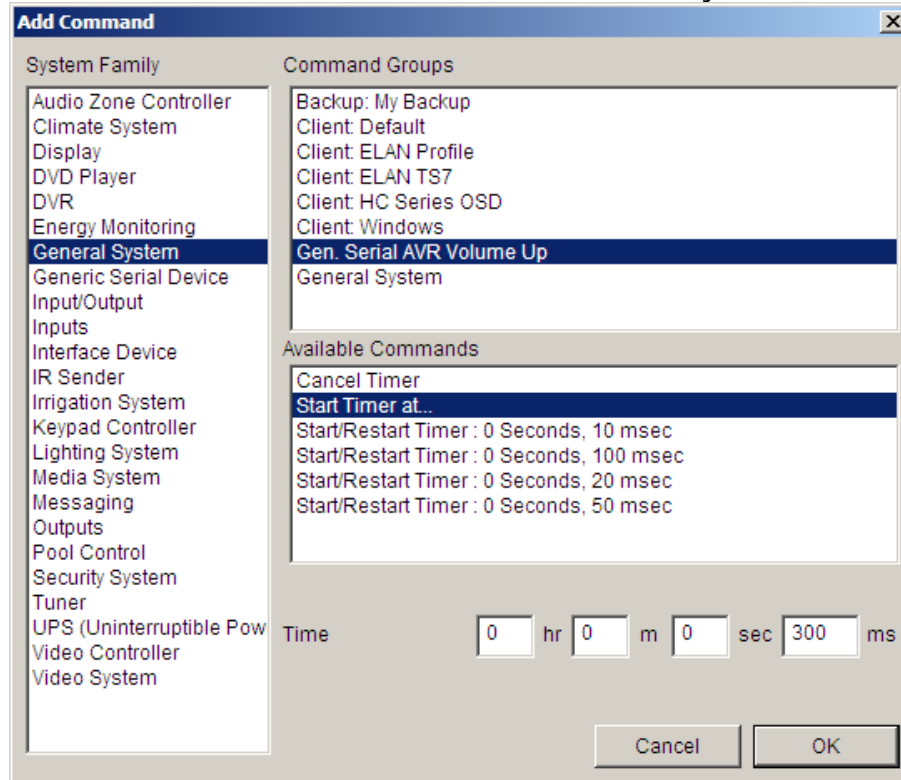 Add Command
System Family
Audio Zone Controller
Climate System
Display
DVD Player
DVR
Energy Monitoring
General System
Generic Serial Device
Input/Output
Inputs
Interface Device
IR Sender
Irrigation System
Keypad Controller
Lighting System
Media System
Messaging
Outputs
Pool Control
Security System
Tuner
UPS (Uninterruptible Pow
Video Controller
Video System
Command Groups
Backup: My Backup
Client: Default
Client: ELAN Profile
Client: ELAN TS7
Client: HC Series OSD
Client: Windows
Gen. Serial AVR Volume Up
General System
Available Commands
Cancel Timer
Start Timer at...
Start/Restart Timer : 0 Seconds, 10 msec
Start/Restart Timer : 0 Seconds, 100 msec
Start/Restart Timer : 0 Seconds, 20 msec
Start/Restart Timer : 0 Seconds, 50 msec
Time 0 hr 0 m 0 sec 300 ms
Cancel OK